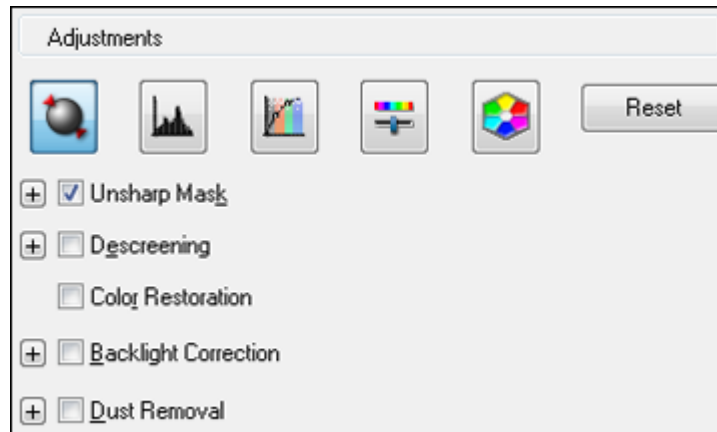 Adjustments
Reset
Unsharp Mask
Descreening
Color Restoration
Backlight Correction
Dust Removal